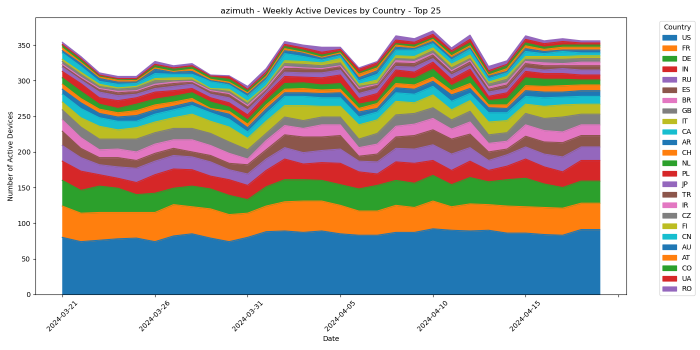 azimuth - Weekly Active Devices by Country - Top 25
Number of Active Devices
350
300
250
200
150
100
50
0
2024-03-21
2024-03-26
2024-03-31
2024-04-05
2024-04-10
2024-04-15
Date
Country
US
FR
DE
IN
RU
ES
BR
GB
IT
CA
AR
CH
NL
PL
JP
TR
IR
CZ
FI
CN
AU
AT
CO
UA
RO